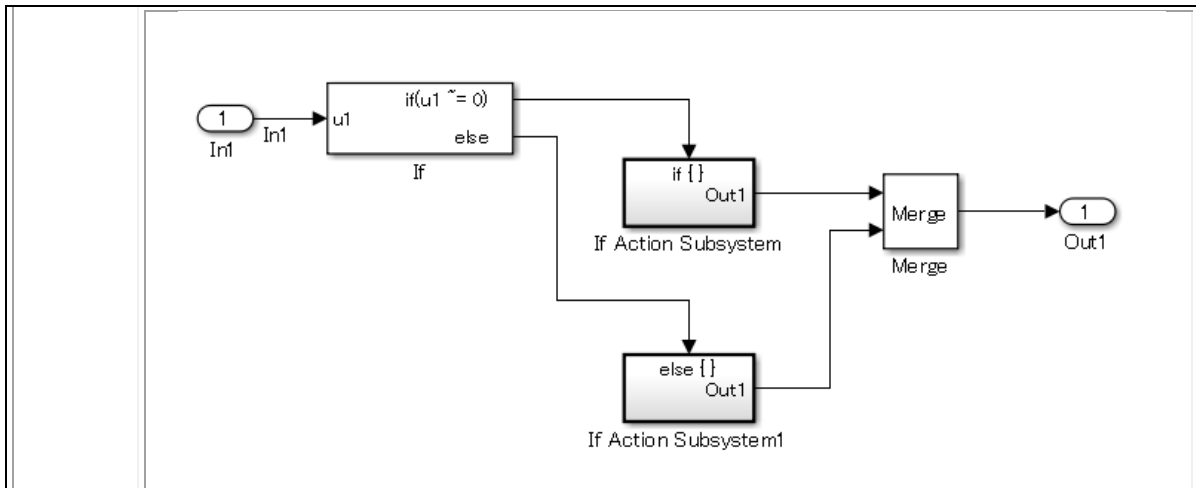 1
In1
In1
u1
if(u1 ~= 0)
else
If
if { }
Out1
If Action Subsystem
else { }
Out1
If Action Subsystem1
Merge
Merge
1
Out1